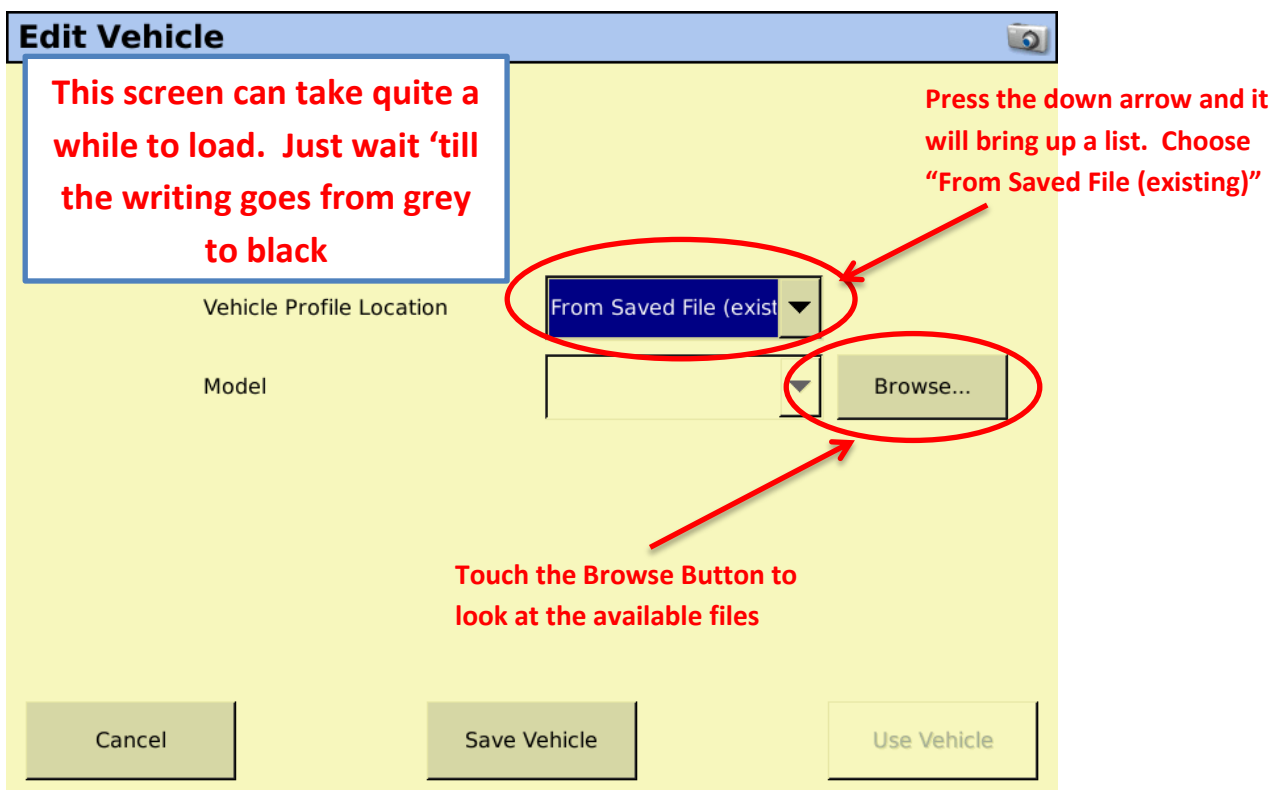 Edit Vehicle
This screen can take quite a
while to load.  Just wait ‘till
the writing goes from grey
to black
Press the down arrow and it
will bring up a list.  Choose
“From Saved File (existing)”
Vehicle Profile Location
From Saved File (exist
Model
Browse...
Touch the Browse Button to
look at the available files
Cancel
Save Vehicle
Use Vehicle